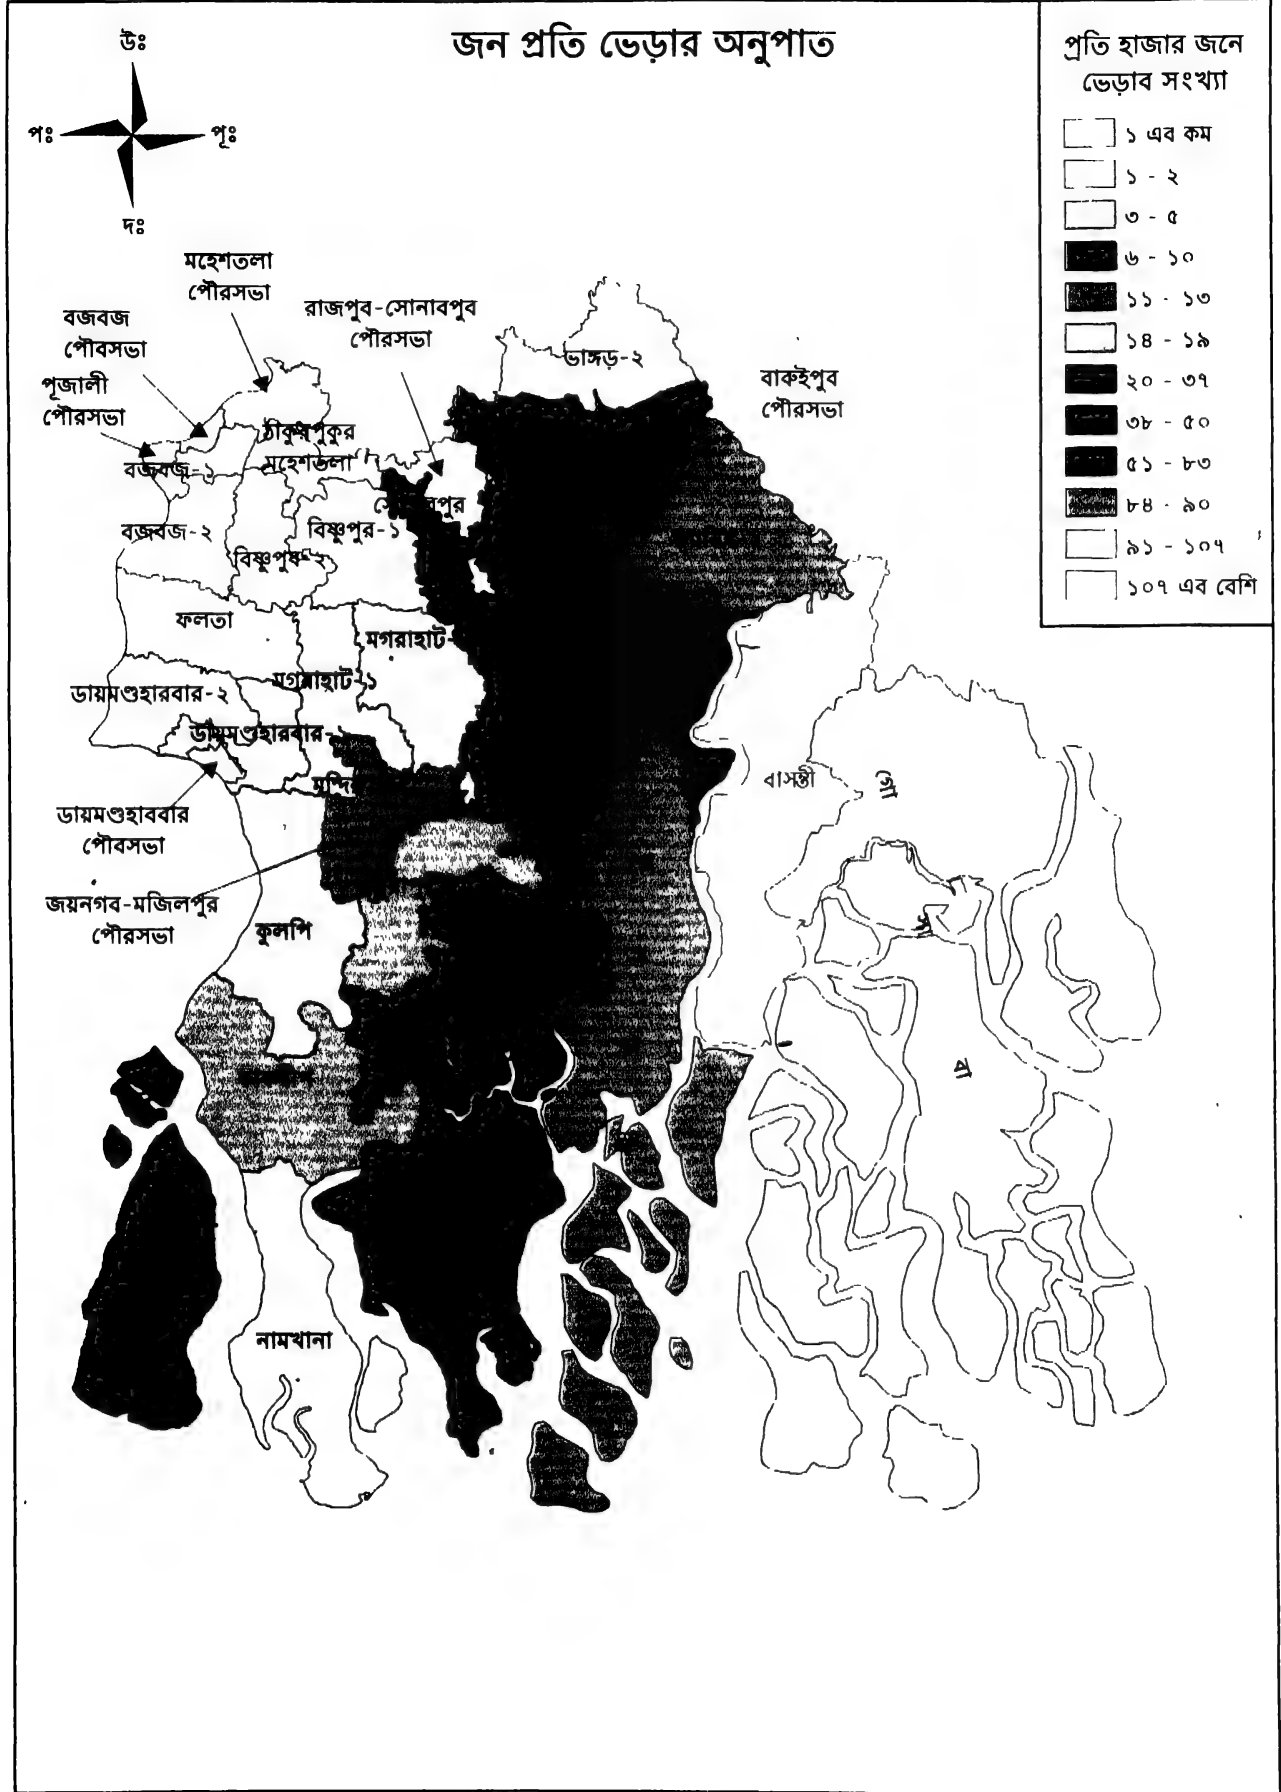 জন প্রতি ভেড়ার অনুপাত
উঃ
পঃ
পূঃ
দঃ
প্রতি হাজার জনে
ভেড়াব সংখ্যা
১ এব কম
১ - ২
৩ - ৫
৬ - ১০
১১ - ১৩
১৪ - ১৯
২০ - ৩৭
৩৮ - ৫০
৫১ - ৮৩
৮৪ - ৯০
৯১ - ১০৭
১০৭ এব বেশি
মহেশতলা
পৌরসভা
বজবজ
পৌবসভা
পূজালী
পৌরসভা
রাজপুব-সোনাবপুব
পৌরসভা
ভাঙ্গড়-২
বারুইপুব
পৌরসভা
ঠাকুরপুকুর
মহেশতলা
বজবজ-১
বজবজ-২
বিষ্ণুপুর-১
বিষ্ণুপুর-২
ফলতা
মগরাহাট-
মগরাহাট-১
ডায়মণ্ডহারবার-২
ডায়মণ্ডহারবার-১
ডায়মণ্ডহাববার
পৌবসভা
জয়নগব-মজিলপুর
পৌরসভা
কুলপি
বাসন্তী
গো
সা
বা
নামখানা